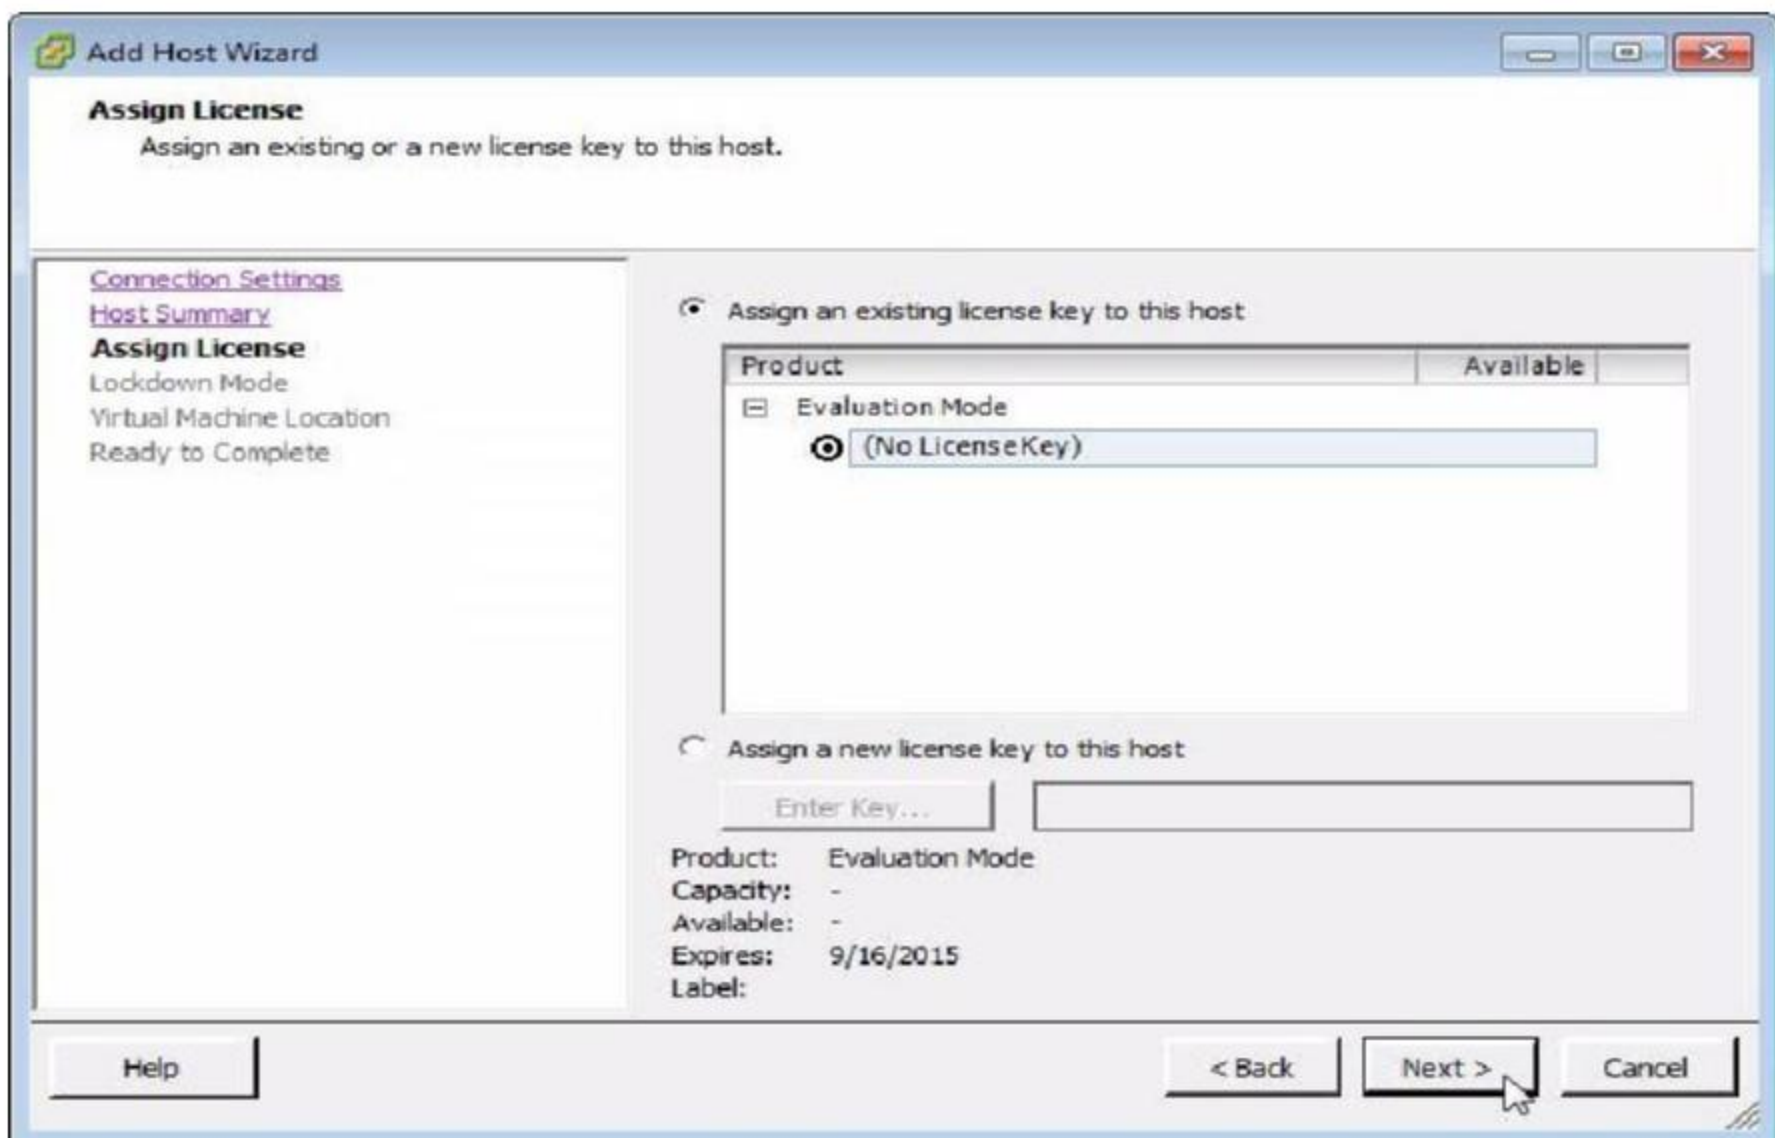 Add Host Wizard
Assign License
Assign an existing or a new license key to this host.
Connection Settings
Host Summary
Assign License
Lockdown Mode
Virtual Machine Location
Ready to Complete
Assign an existing license key to this host
Product Available
Evaluation Mode
(No License Key)
Assign a new license key to this host
Enter Key...
Product: Evaluation Mode
Capacity: -
Available: -
Expires: 9/16/2015
Label:
Help < Back Next > Cancel